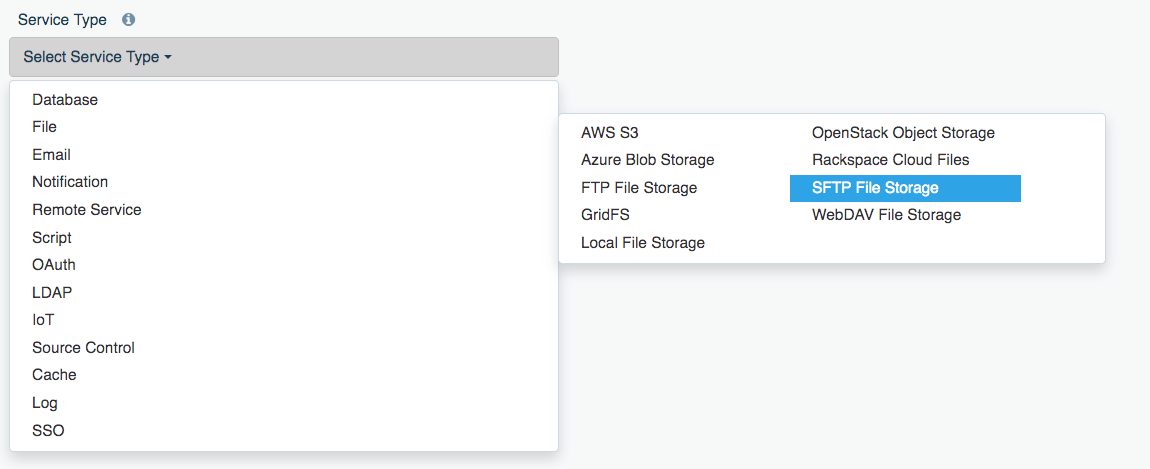 Service Type
Select Service Type
Database
File
Email
Notification
Remote Service
Script
OAuth
LDAP
IoT
Source Control
Cache
Log
SSO
AWS S3
Azure Blob Storage
FTP File Storage
GridFS
Local File Storage
OpenStack Object Storage
Rackspace Cloud Files
SFTP File Storage
WebDAV File Storage